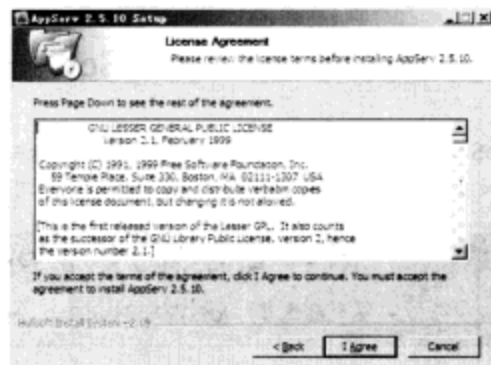 AppServ 2.5.10 Setup
License Agreement
Please review the license terms before installing AppServ 2.5.10.
Press Page Down to see the rest of the agreement.
GNU LESSER GENERAL PUBLIC LICENSE
Version 2.1, February 1999
Copyright (C) 1991, 1999 Free Software Foundation, Inc.
59 Temple Place, Suite 330, Boston, MA 02111-1307 USA
Everyone is permitted to copy and distribute verbatim copies
of this license document, but changing it is not allowed.
[This is the first released version of the Lesser GPL. It also counts
as the successor of the GNU Library Public License, version 2, hence
the version number 2.1.]
If you accept the terms of the agreement, click I Agree to continue. You must accept the
agreement to install AppServ 2.5.10.
Nullsoft Install System
< Back
I Agree
Cancel